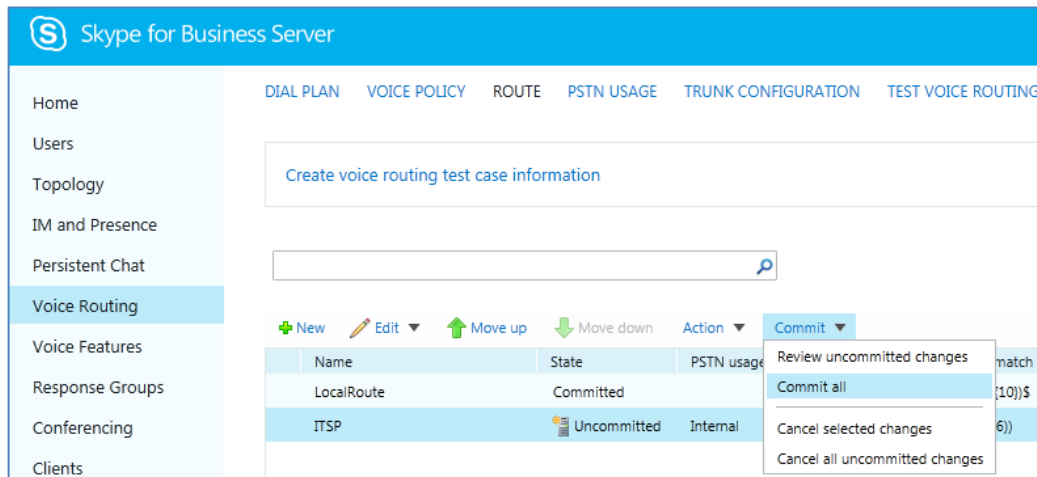 Skype for Business Server
Home
Users
Topology
IM and Presence
Persistent Chat
Voice Routing
Voice Features
Response Groups
Conferencing
Clients
DIAL PLAN VOICE POLICY ROUTE PSTN USAGE TRUNK CONFIGURATION TEST VOICE ROUTING
Create voice routing test case information
New Edit Move up Move down Action Commit
Name State PSTN usage match
LocalRoute Committed {10})$
ITSP Uncommitted Internal 6))
Review uncommitted changes
Commit all
Cancel selected changes
Cancel all uncommitted changes